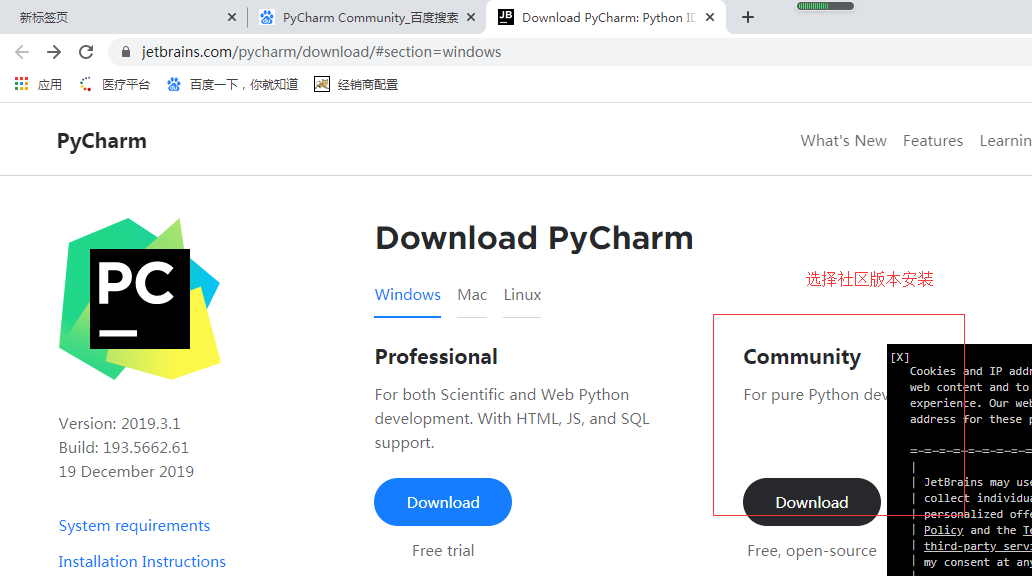 新标签页
PyCharm Community_百度搜索
JB
Download PyCharm: Python
jetbrains.com/pycharm/download/#section=windows
应用
医疗平台
百度一下，你就知道
经销商配置
PyCharm
What's New
Features
Learnin
PC
Download PyCharm
选择社区版本安装
Windows
Mac
Linux
Professional
For both Scientific and Web Python
development. With HTML, JS, and SQL
support.
Download
Free trial
Community
For pure Python dev
Download
Free, open-source
Version: 2019.3.1
Build: 193.5662.61
19 December 2019
System requirements
Installation Instructions
[X]
Cookies and IP addr
web content and to
experience. Our web
address for these p
=-=-=-=-=-=-=-=-=
| JetBrains may use
| collect individua
| personalized offe
| Policy and the Te
| third-party servi
| my consent at any